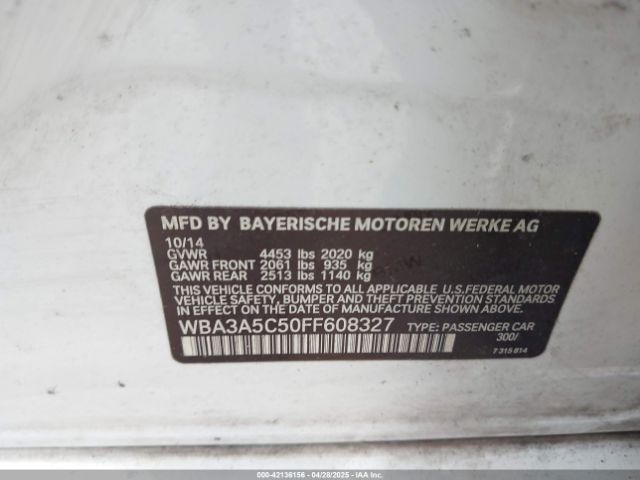 MFD BY BAYERISCHE MOTOREN WERKE AG
10/14
GVWR 4453 lbs 2020 kg
GAWR FRONT 2061 lbs 935 kg
GAWR REAR 2513 lbs 1140 kg
THIS VEHICLE CONFORMS TO ALL APPLICABLE U.S.FEDERAL MOTOR
VEHICLE SAFETY, BUMPER, AND THEFT PREVENTION STANDARDS
IN EFFECT ON THE DATE OF MANUFACTURE SHOWN ABOVE.
WBA3A5C50FF608327 TYPE: PASSENGER CAR
300/
7 315 814
000-42136156 - 04/28/2025 - IAAI.COM